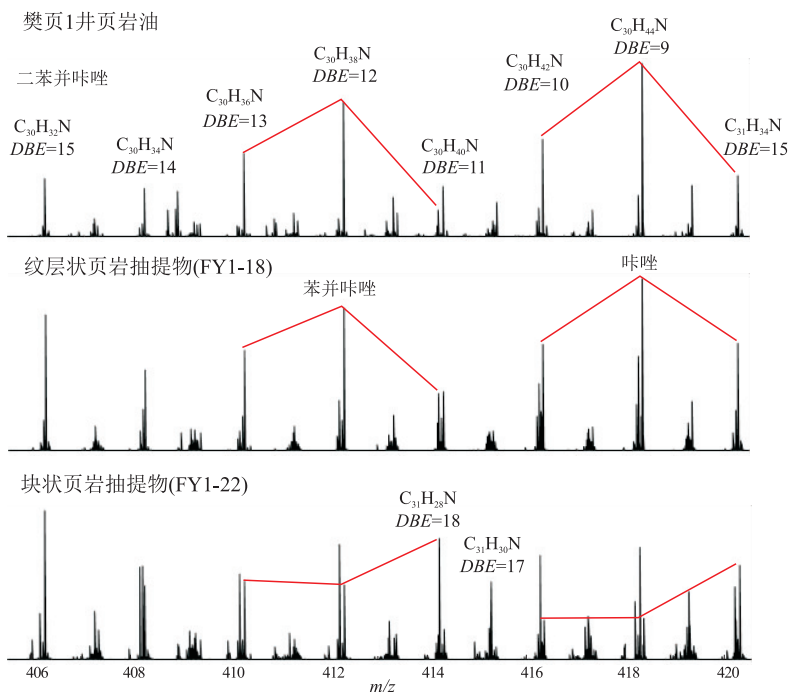 樊页1井页岩油
二苯并咔唑
C₃₀H₃₂N
DBE=15
C₃₀H₃₄N
DBE=14
C₃₀H₃₆N
DBE=13
C₃₀H₃₈N
DBE=12
C₃₀H₄₀N
DBE=11
C₃₀H₄₂N
DBE=10
C₃₀H₄₄N
DBE=9
C₃₁H₃₄N
DBE=15
纹层状页岩抽提物(FY1-18)
苯并咔唑
咔唑
块状页岩抽提物(FY1-22)
C₃₁H₂₈N
DBE=18
C₃₁H₃₀N
DBE=17
406 408 410 412 414 416 418 420
m/z